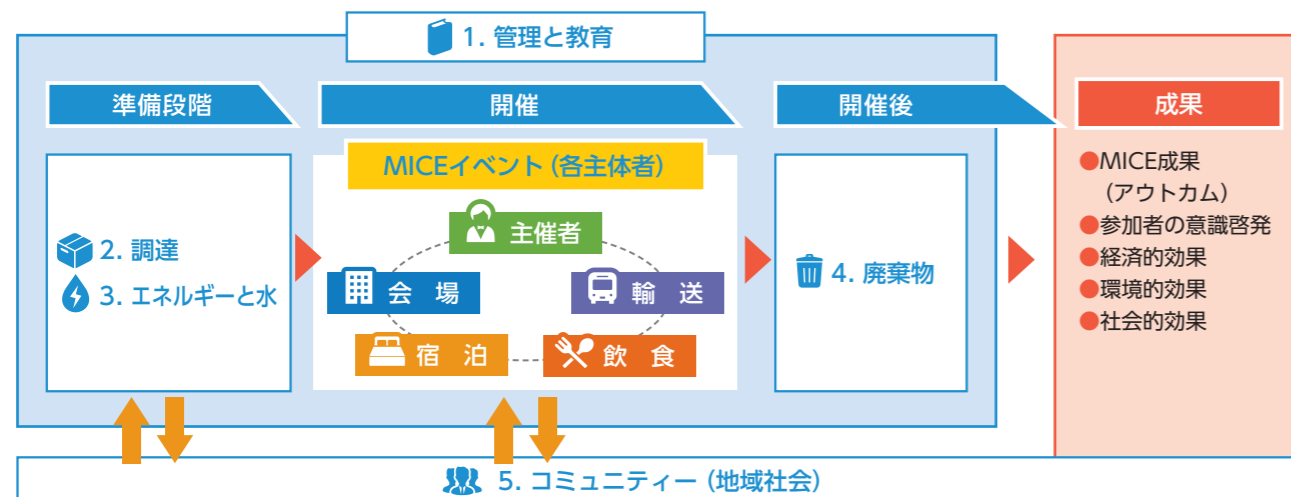 1. 管理と教育
準備段階
開催
開催後
成果
MICEイベント（各主体者）
2. 調達
3. エネルギーと水
主催者
会 場
輸 送
宿 泊
飲 食
4. 廃棄物
●MICE成果
（アウトカム）
●参加者の意識啓発
●経済的効果
●環境的効果
●社会的効果
5. コミュニティー（地域社会）